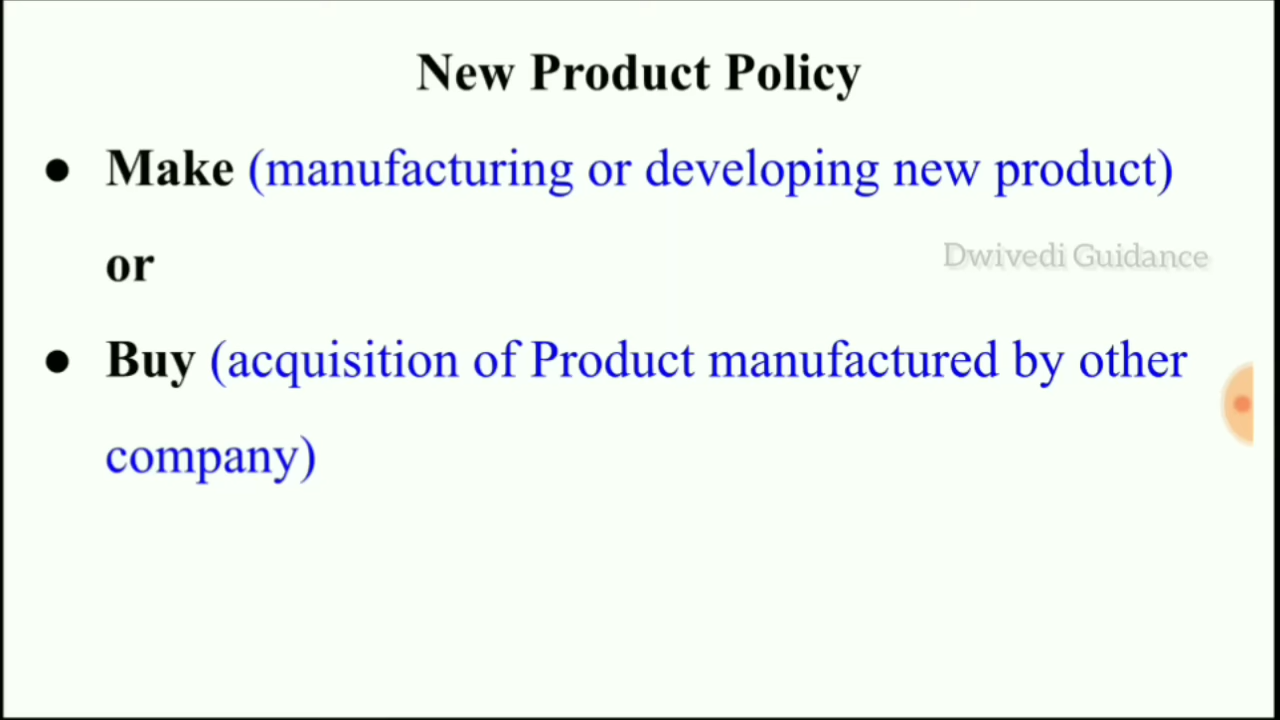 New Product Policy
● Make (manufacturing or developing new product)
or
Dwivedi Guidance
● Buy (acquisition of Product manufactured by other
company)